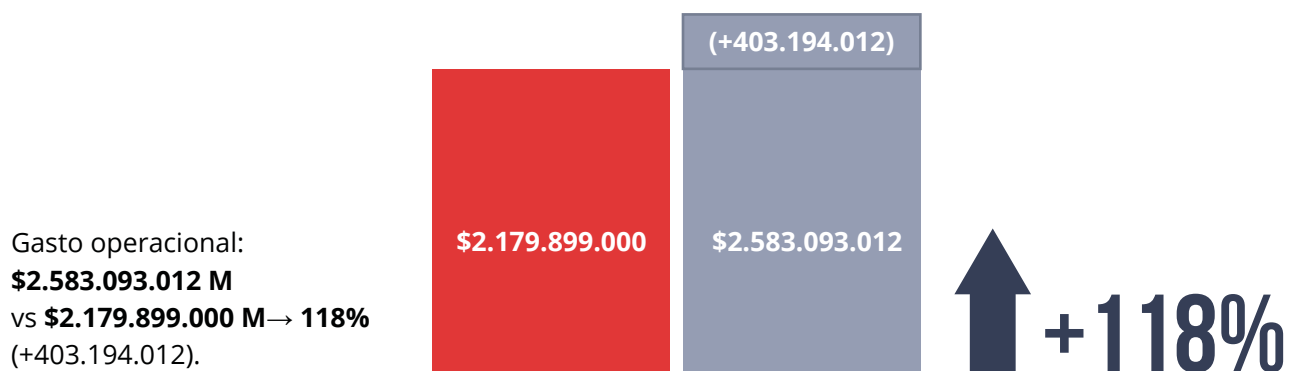 (+403.194.012)
$2.179.899.000
$2.583.093.012
Gasto operacional:
$2.583.093.012 M
vs $2.179.899.000 M→ 118%
(+403.194.012).
+118%